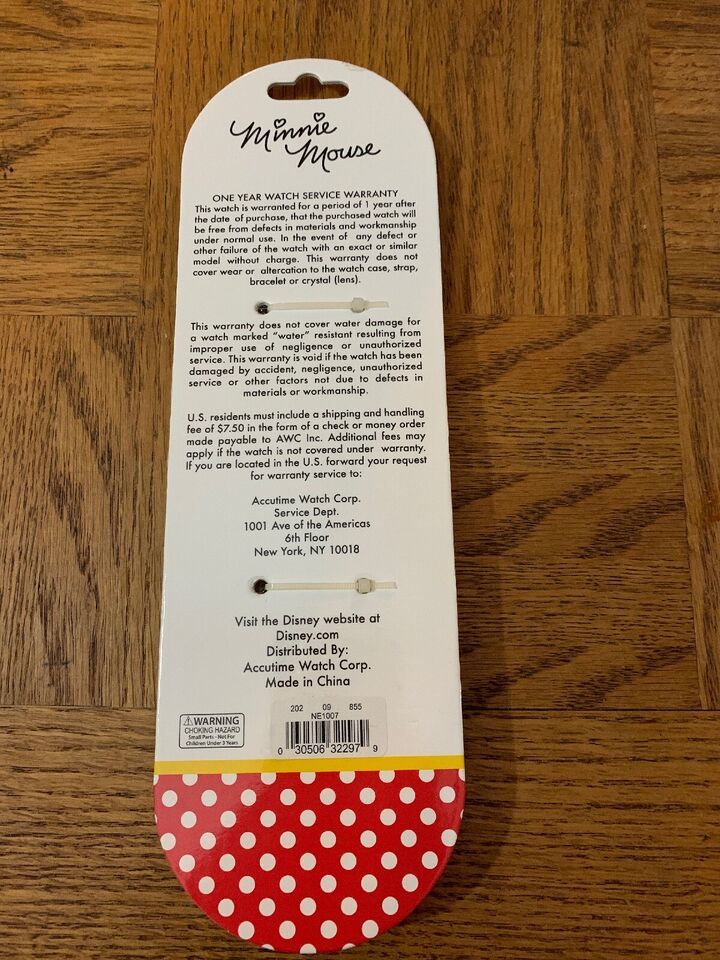 Minnie
Mouse
ONE YEAR WATCH SERVICE WARRANTY
This watch is warranted for a period of 1 year after
the date of purchase, that the purchased watch will
be free from defects in materials and workmanship
under normal use. In the event of any defect or
other failure of the watch with an exact or similar
model without charge. This warranty does not
cover wear or altercation to the watch case, strap,
bracelet or crystal (lens).
This warranty does not cover water damage for
a watch marked "water" resistant resulting from
improper use of negligence or unauthorized
service. This warranty is void if the watch has been
damaged by accident, negligence, unauthorized
service or other factors not due to defects in
materials or workmanship.
U.S. residents must include a shipping and handling
fee of $7.50 in the form of a check or money order
made payable to AWC Inc. Additional fees may
apply if the watch is not covered under warranty.
If you are located in the U.S. forward your request
for warranty service to:
Accutime Watch Corp.
Service Dept.
1001 Ave of the Americas
6th Floor
New York, NY 10018
Visit the Disney website at
Disney.com
Distributed By:
Accutime Watch Corp.
Made in China
WARNING
CHOKING HAZARD
Small Parts - Not For
Children Under 3 Years
202 09 855
NE1007
0 30506 32297 9